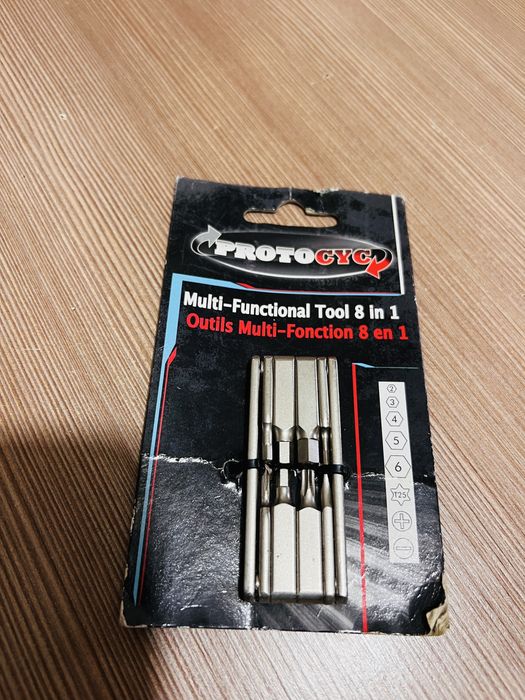 PROTOCYC
Multi-Functional Tool 8 in 1
Outils Multi-Fonction 8 en 1
2
3
4
5
6
T25